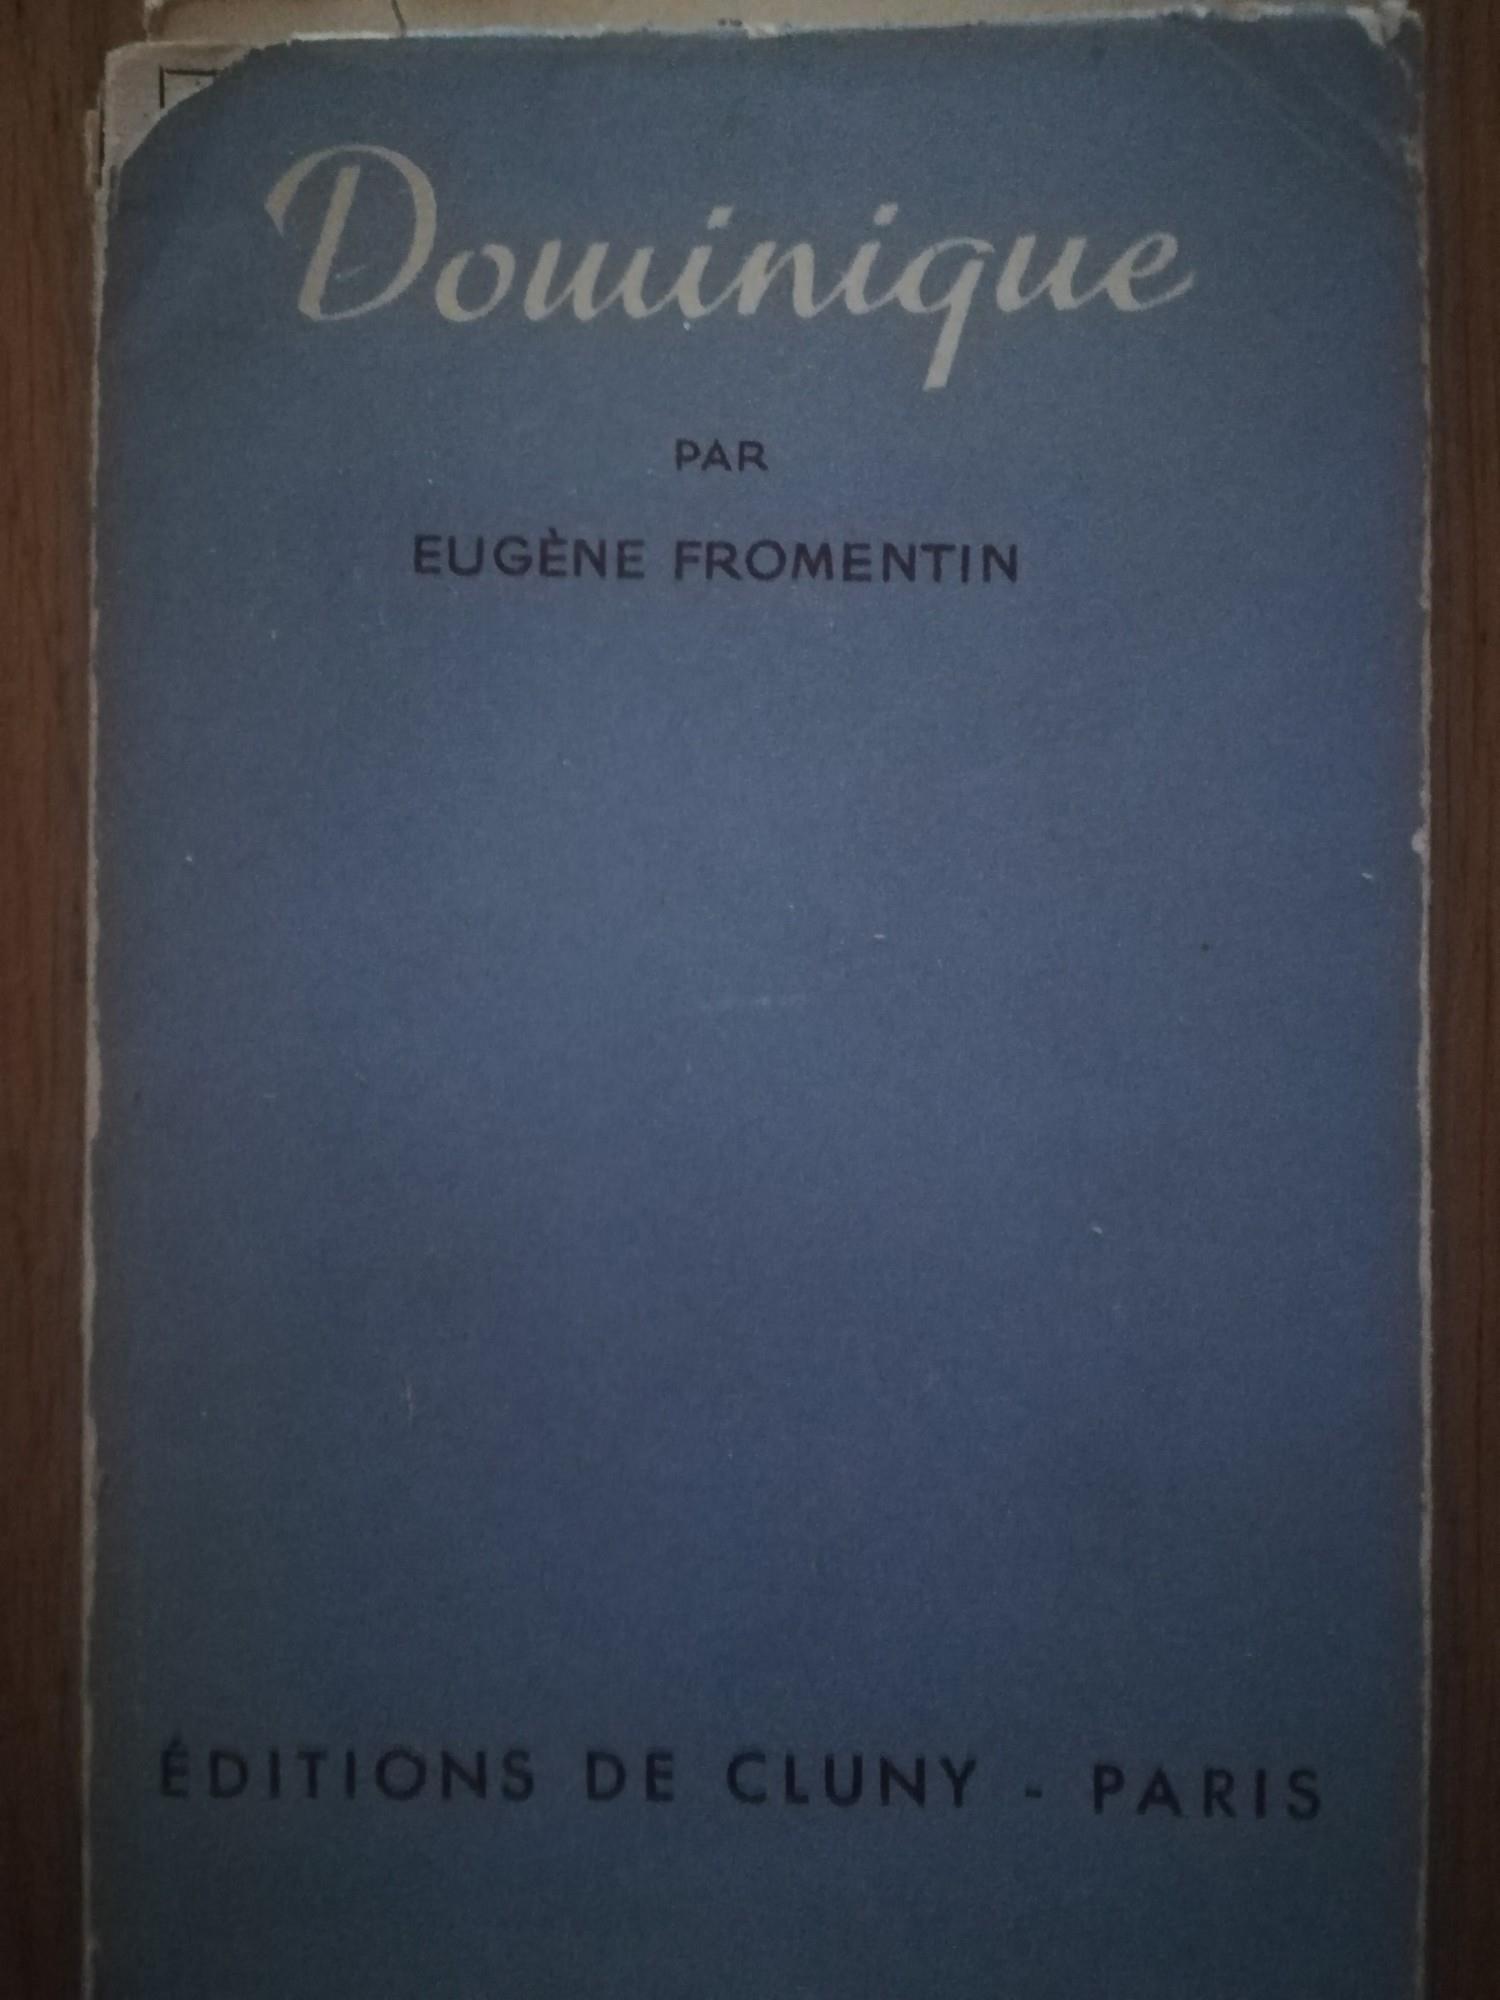 Dominique
PAR
EUGÈNE FROMENTIN
ÉDITIONS DE CLUNY - PARIS